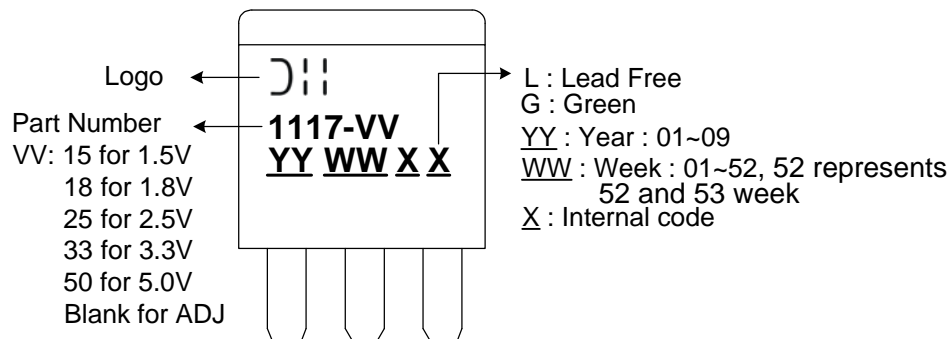 Logo
Part Number
VV: 15 for 1.5V
18 for 1.8V
25 for 2.5V
33 for 3.3V
50 for 5.0V
Blank for ADJ
1117-VV
YY WW X X
L : Lead Free
G : Green
YY : Year : 01~09
WW : Week : 01~52, 52 represents
52 and 53 week
X : Internal code